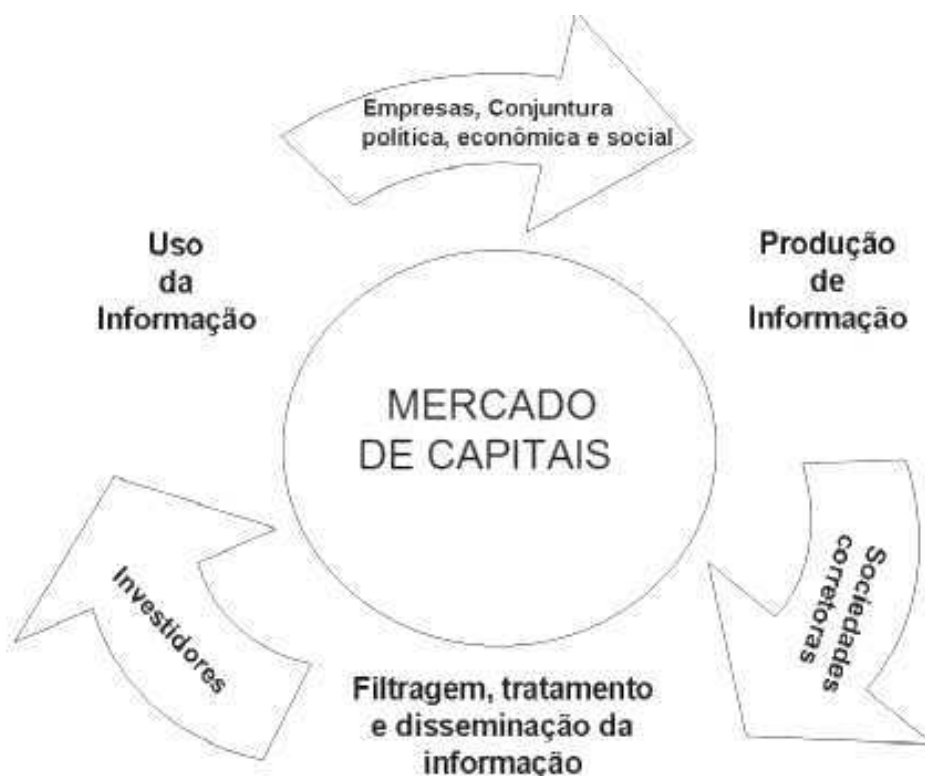 Empresas, Conjuntura
política, econômica e social
Uso
da
Informação
Produção
de
Informação
MERCADO
DE CAPITAIS
Sociedades
corretoras
Investidores
Filtragem, tratamento
e disseminação da
informação